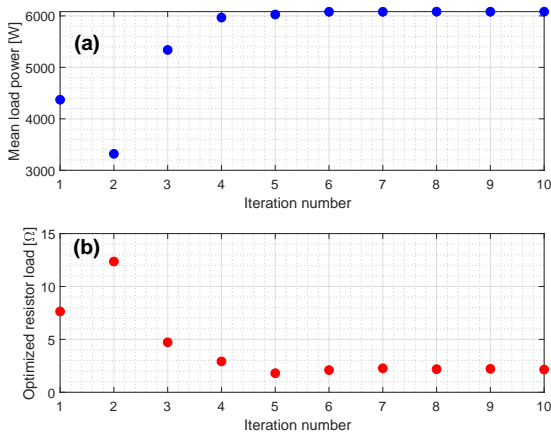 6000
5000
4000
3000
Mean load power [W]
(a)
1 2 3 4 5 6 7 8 9 10
Iteration number
15
10
5
0
Optimized resistor load [Ω]
(b)
1 2 3 4 5 6 7 8 9 10
Iteration number